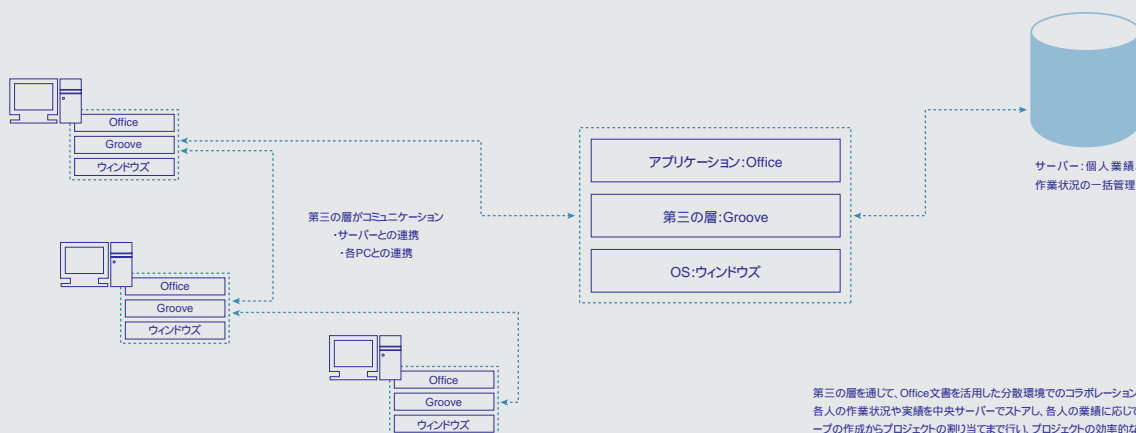 Office
Groove
ウィンドウズ
第三の層がコミュニケーション
・サーバーとの連携
・各PCとの連携
Office
Groove
ウィンドウズ
Office
Groove
ウィンドウズ
アプリケーション:Office
第三の層:Groove
OS:ウィンドウズ
サーバー:個人業績、
作業状況の一括管理
第三の層を通じて、Office文書を活用した分散環境でのコラボレーション
各人の作業状況や実績を中央サーバーでストアし、各人の業績に応じて
ープの作成からプロジェクトの割り当てまで行い、プロジェクトの効率的な